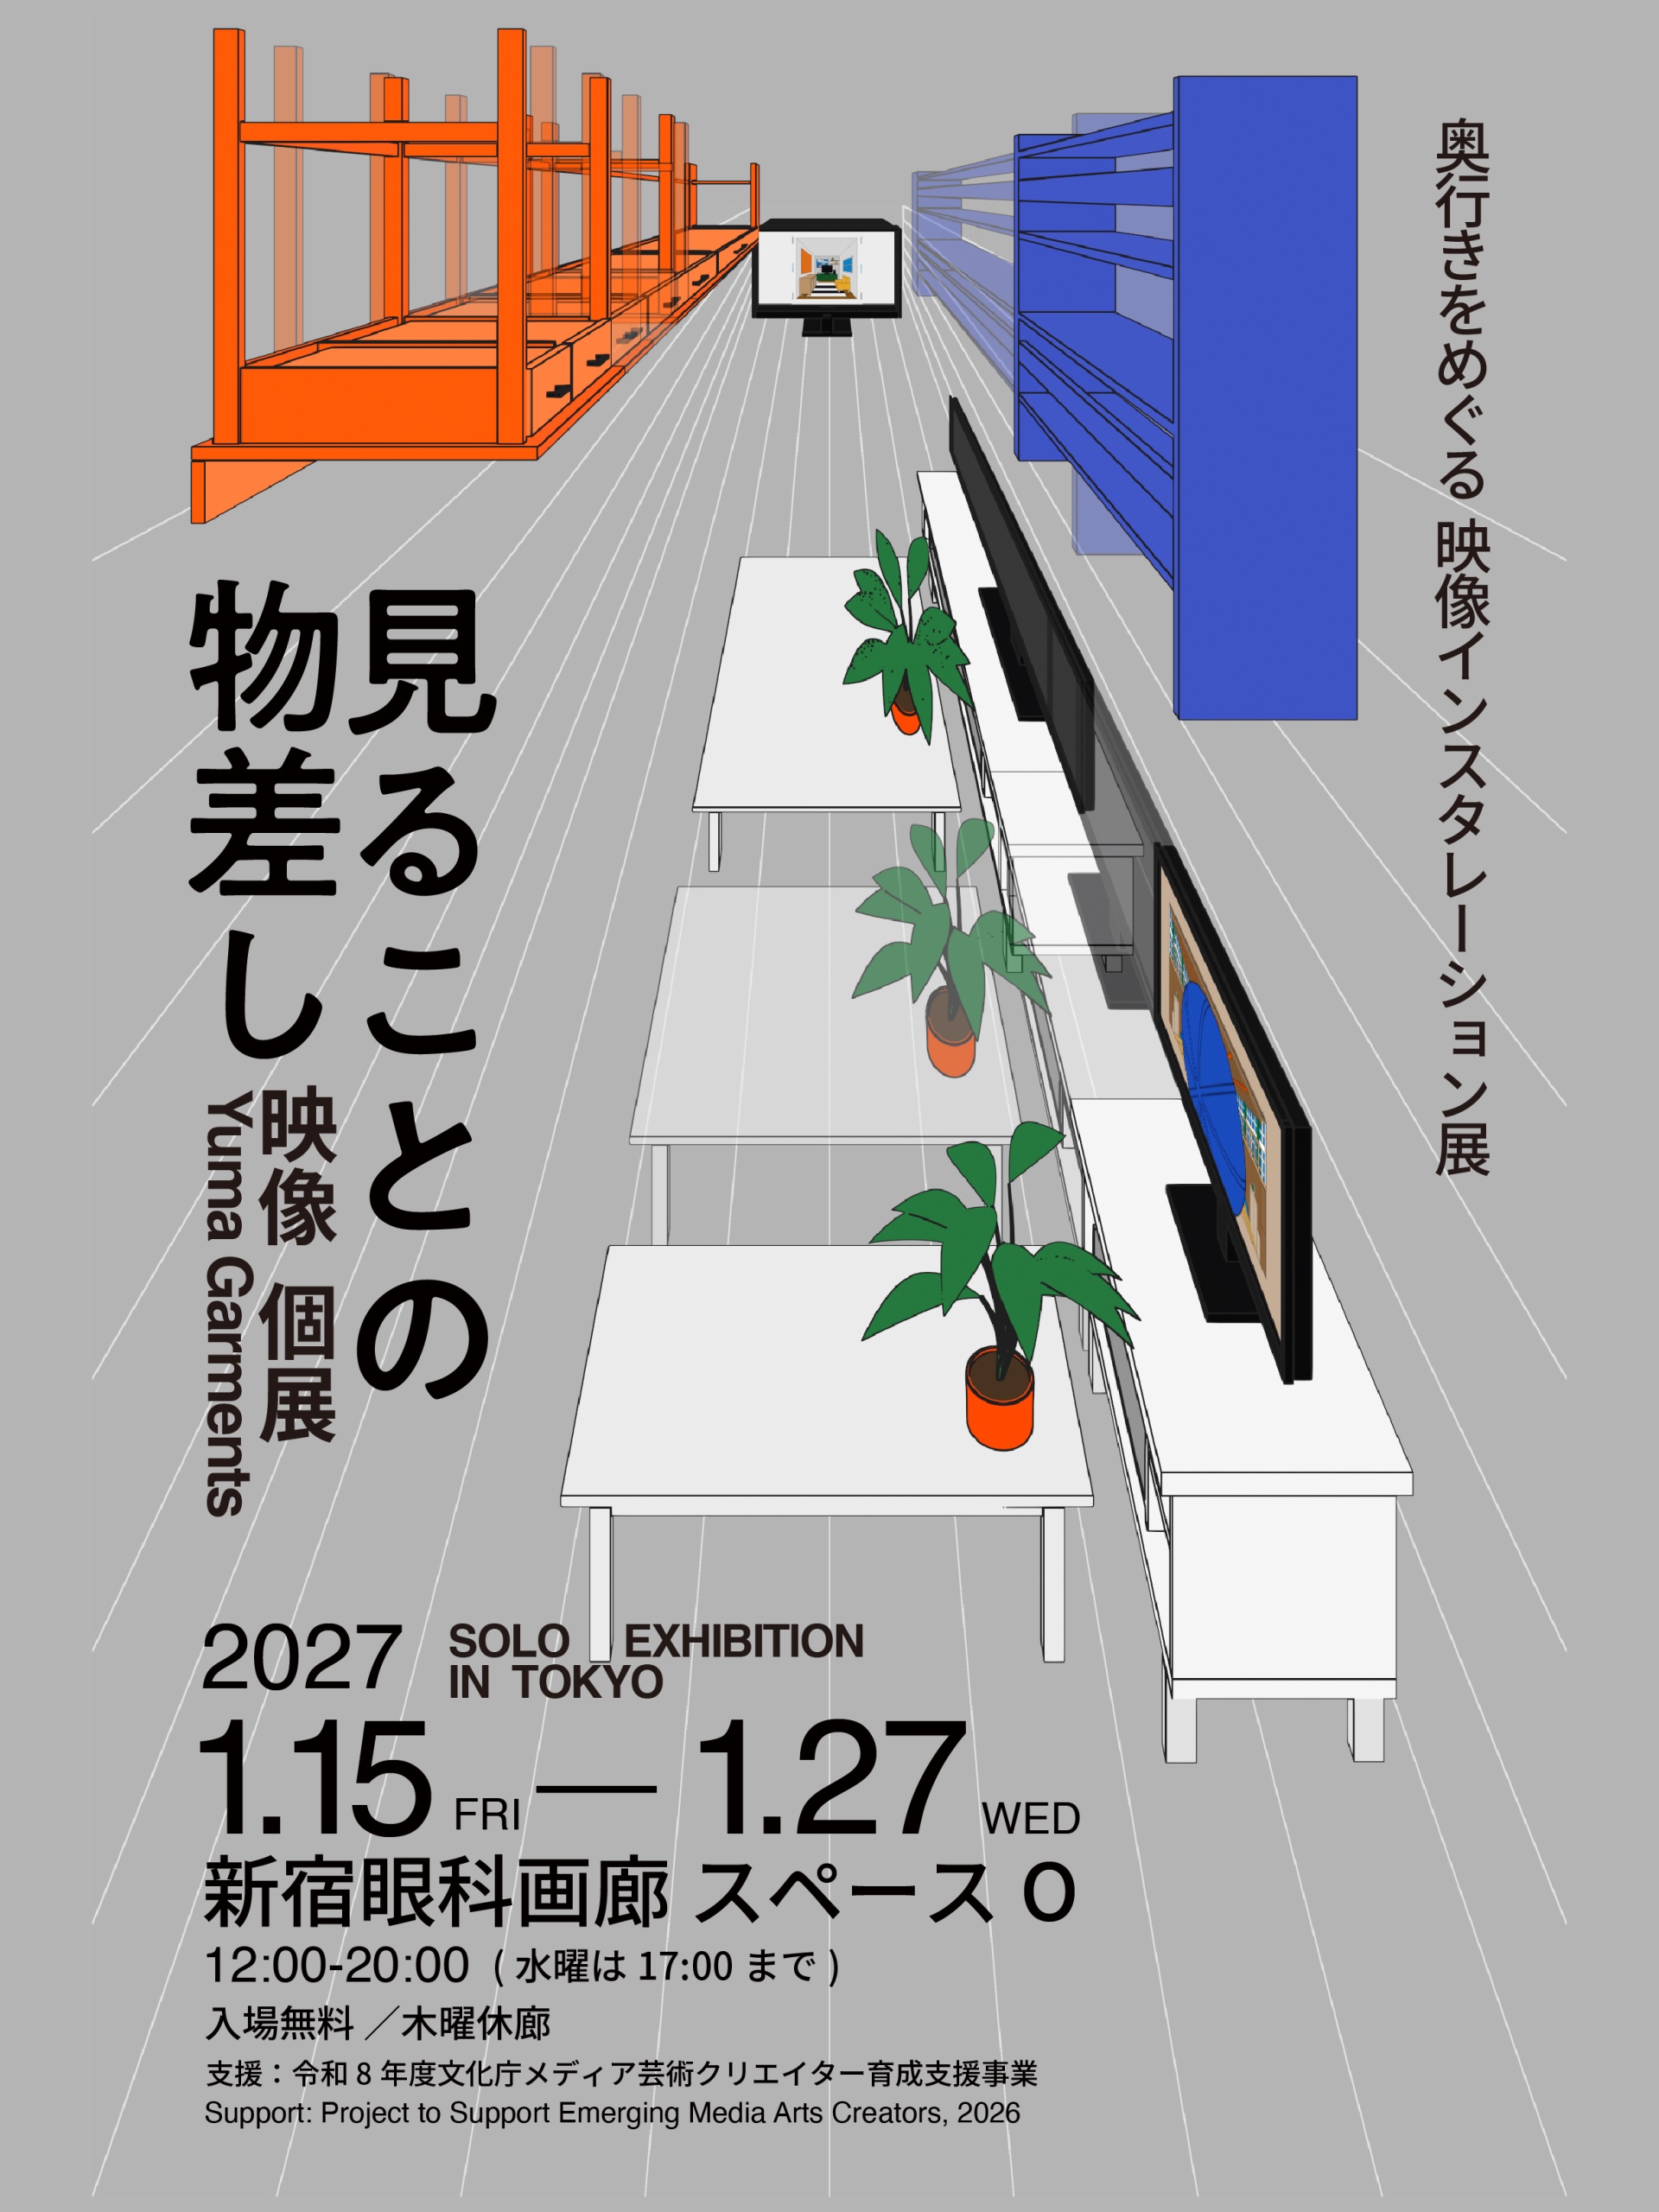 奥行きをめぐる 映像インスタレーション展
見ることの
物差し
映像 個展
Yuma Garments
2027
SOLO EXHIBITION
IN TOKYO
1.15 FRI — 1.27 WED
新宿眼科画廊 スペース O
12:00-20:00 ( 水曜は 17:00 まで )
入場無料 ／木曜休廊
支援：令和 8 年度文化庁メディア芸術クリエイター育成支援事業
Support: Project to Support Emerging Media Arts Creators, 2026